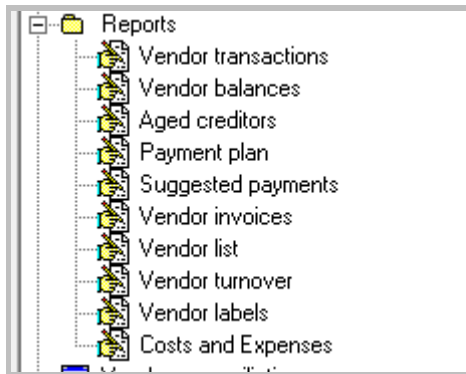 Reports
Vendor transactions
Vendor balances
Aged creditors
Payment plan
Suggested payments
Vendor invoices
Vendor list
Vendor turnover
Vendor labels
Costs and Expenses